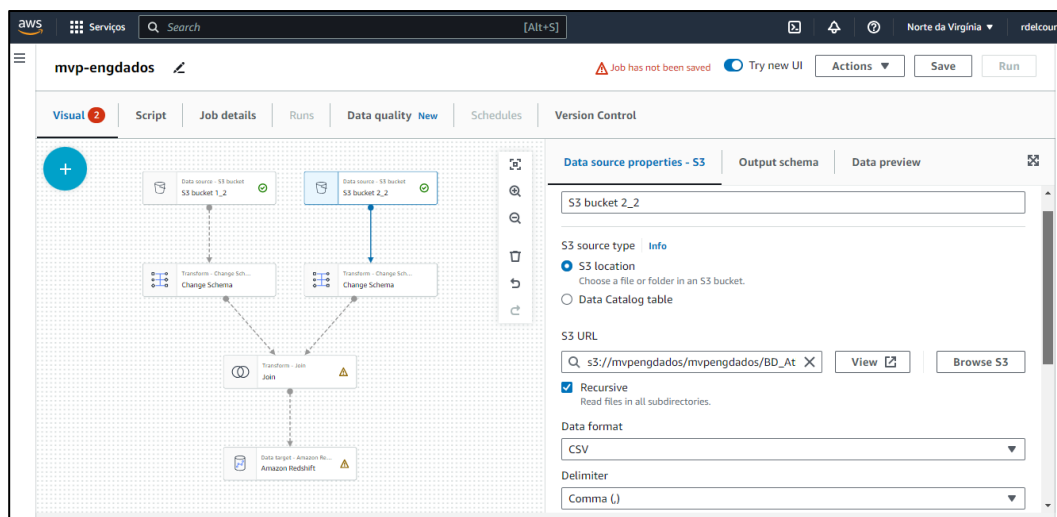 aws
Serviços
Search
[Alt+S]
Norte da Virgínia ▼
rdelcour
mvp-engdados
Job has not been saved
Try new UI
Actions ▼
Save
Run
Visual 2
Script
Job details
Runs
Data quality New
Schedules
Version Control
+
Data source - S3 bucket
S3 bucket 1_2
Data source - S3 bucket
S3 bucket 2_2
Transform - Change Sch...
Change Schema
Transform - Change Sch...
Change Schema
Transform - Join
Join
Data target - Amazon Re...
Amazon Redshift
Data source properties - S3
Output schema
Data preview
S3 bucket 2_2
S3 source type
Info
S3 location
Choose a file or folder in an S3 bucket.
Data Catalog table
S3 URL
s3://mvpengdados/mvpengdados/BD_At
View
Browse S3
Recursive
Read files in all subdirectories.
Data format
CSV
Delimiter
Comma (,)